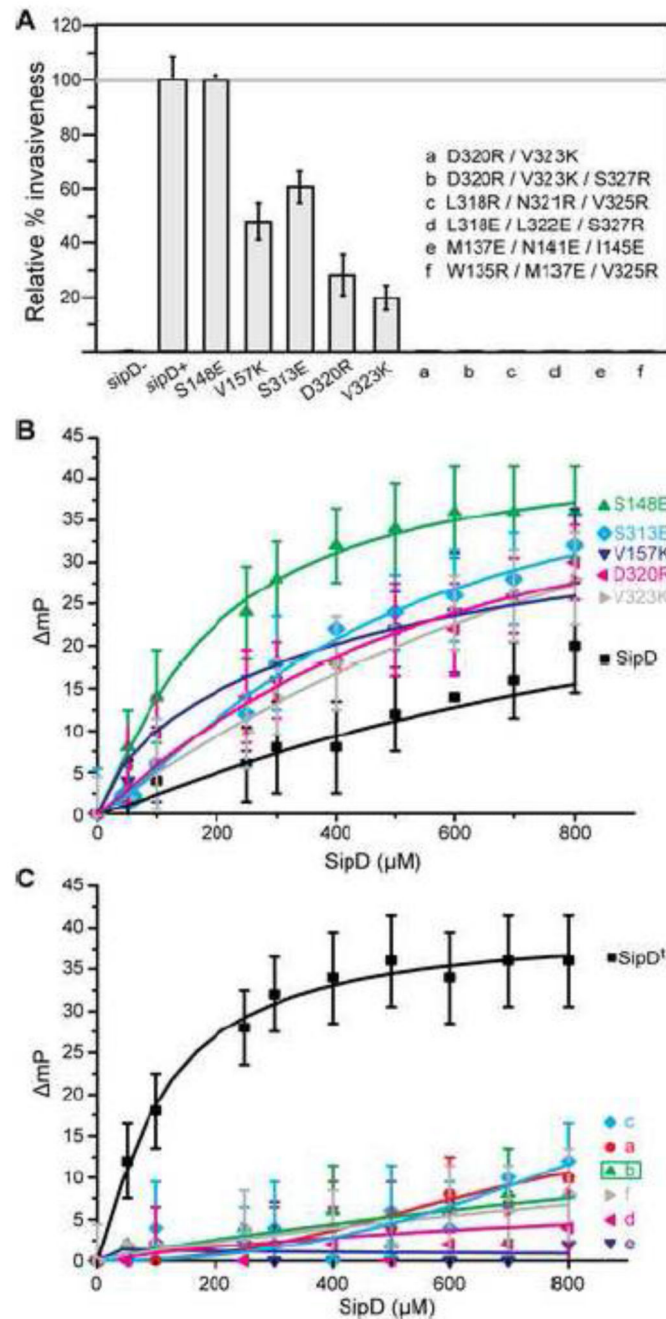 A
120
100
80
60
40
20
Relative % invasiveness
a D320R / V323K
b D320R / V323K / S327R
c L318R / N321R / V325R
d L318E / L322E / S327R
e M137E / N141E / I145E
f W135R / M137E / V325R
sipD- sipD+ S148E V157K S313E D320R V323K a b c d e f
B
45
40
35
30
25
20
15
10
5
0
ΔmP
S148E
S313E
V157K
D320R
V323K
SipD
0 200 400 600 800
SipD (µM)
C
45
40
35
30
25
20
15
10
5
0
ΔmP
SipDt
c
a
b
f
d
e
0 200 400 600 800
SipD (µM)